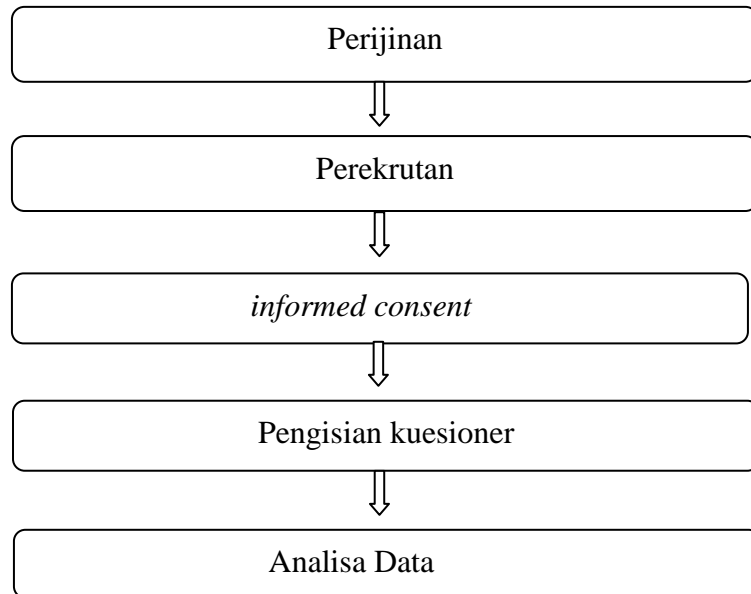 Perijinan
Perekrutan
informed consent
Pengisian kuesioner
Analisa Data